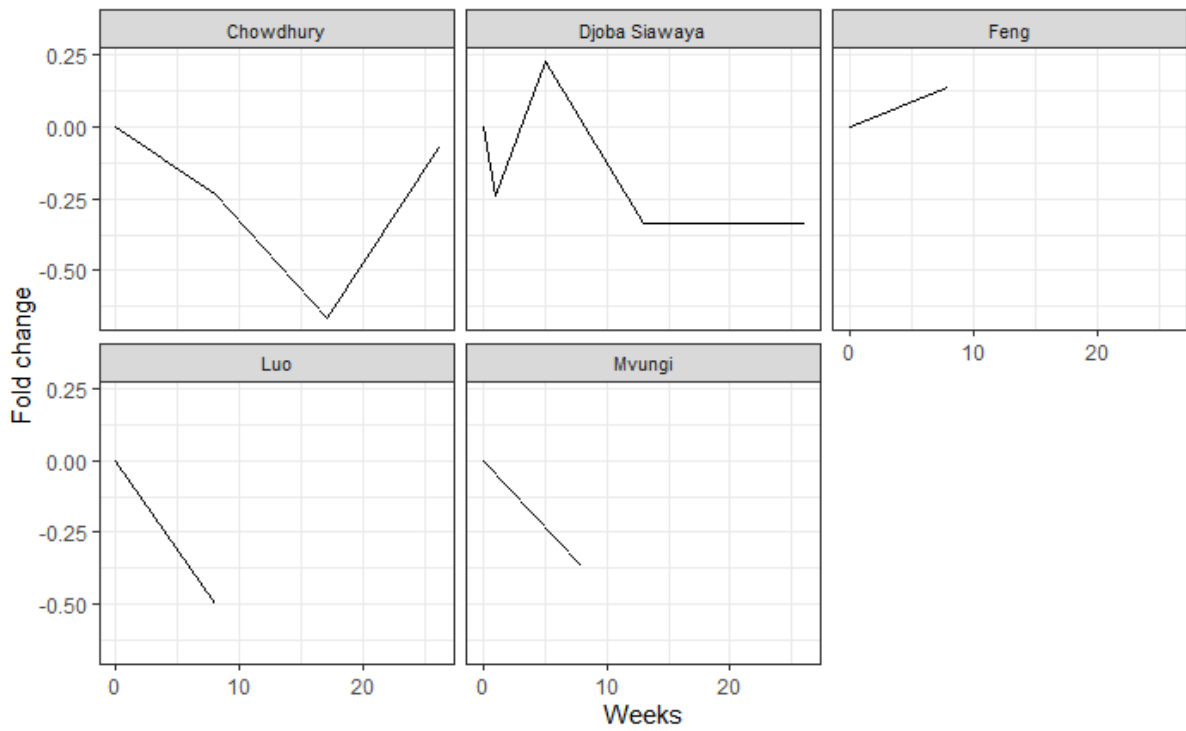 Chowdhury Djoba Siawaya Feng
0.25
0.00
-0.25
-0.50
0 10 20
Luo Mvungi
0.25
0.00
-0.25
-0.50
0 10 20 0 10 20
Fold change
Weeks